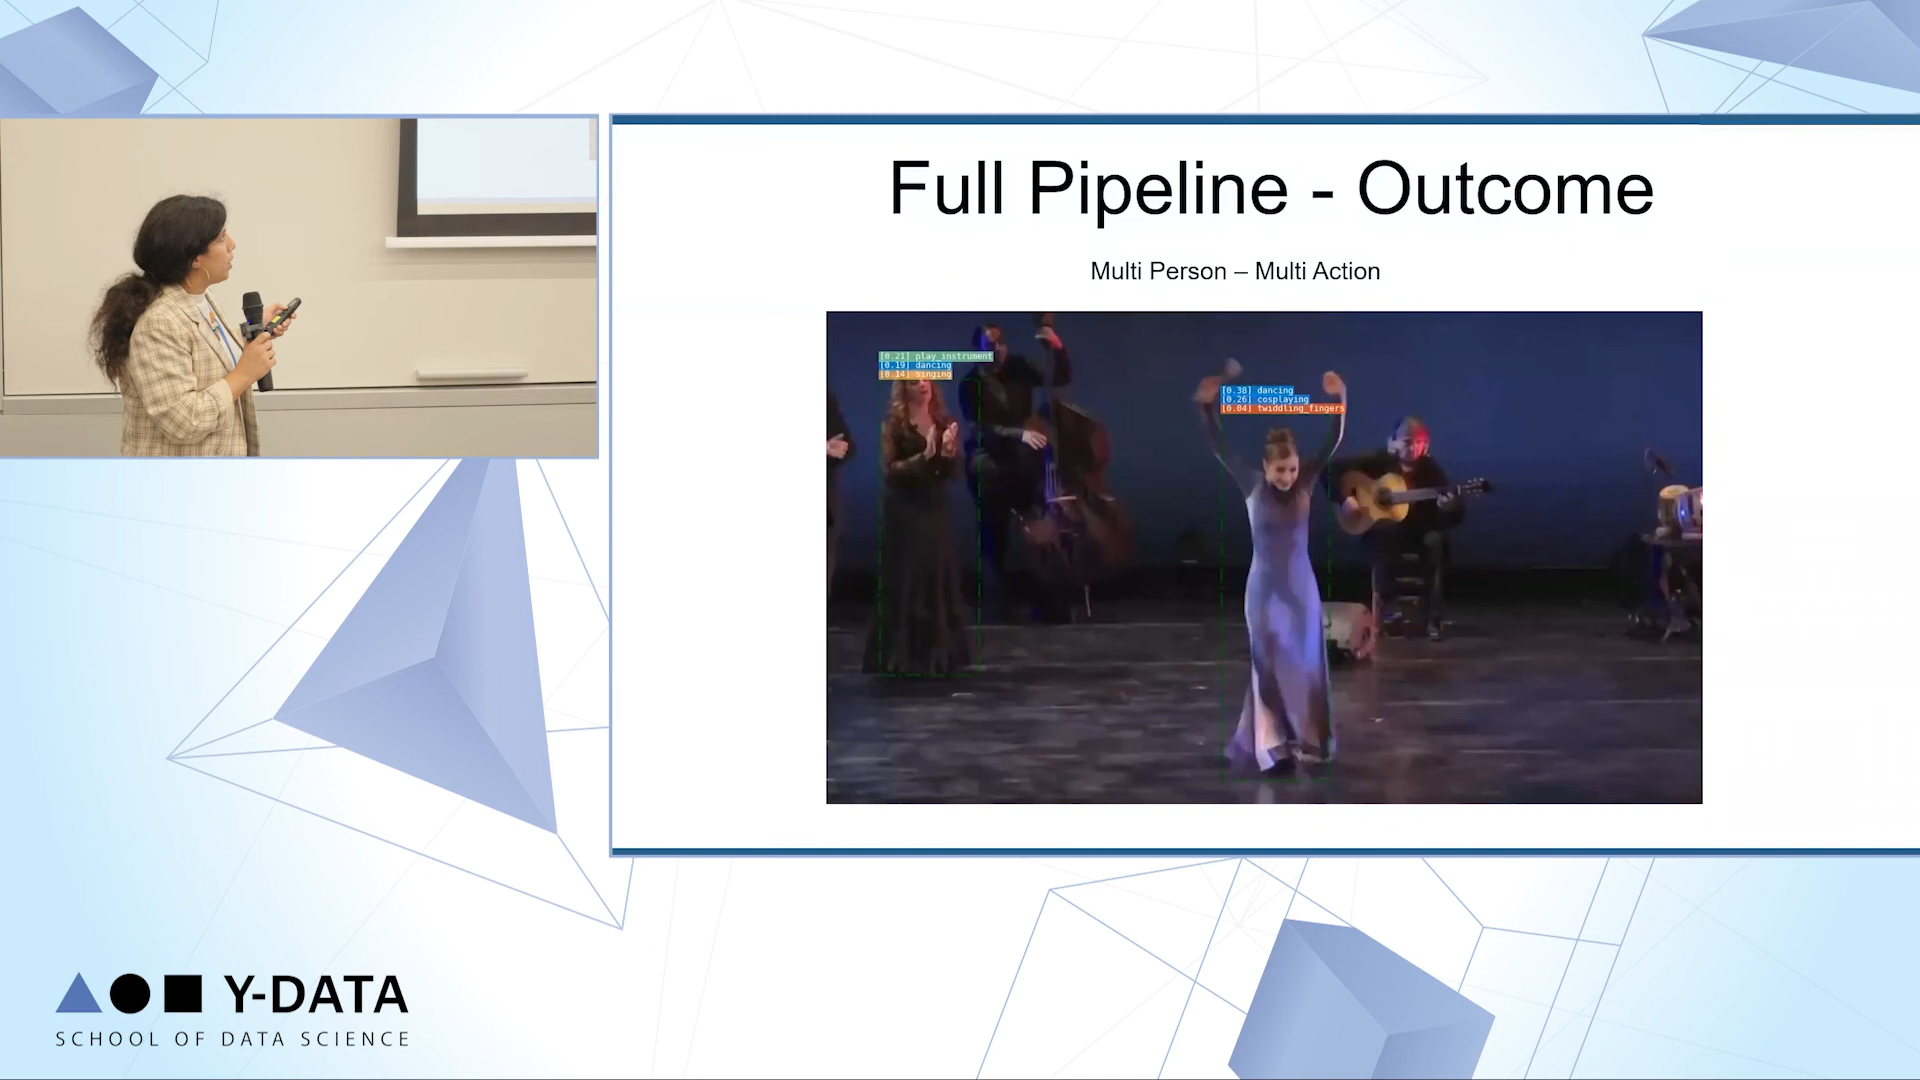 Full Pipeline - Outcome
Multi Person – Multi Action
[0.21] play_instrument
[0.19] dancing
[0.14] singing
[0.38] dancing
[0.26] cosplaying
[0.04] twiddling_fingers
Y-DATA
SCHOOL OF DATA SCIENCE